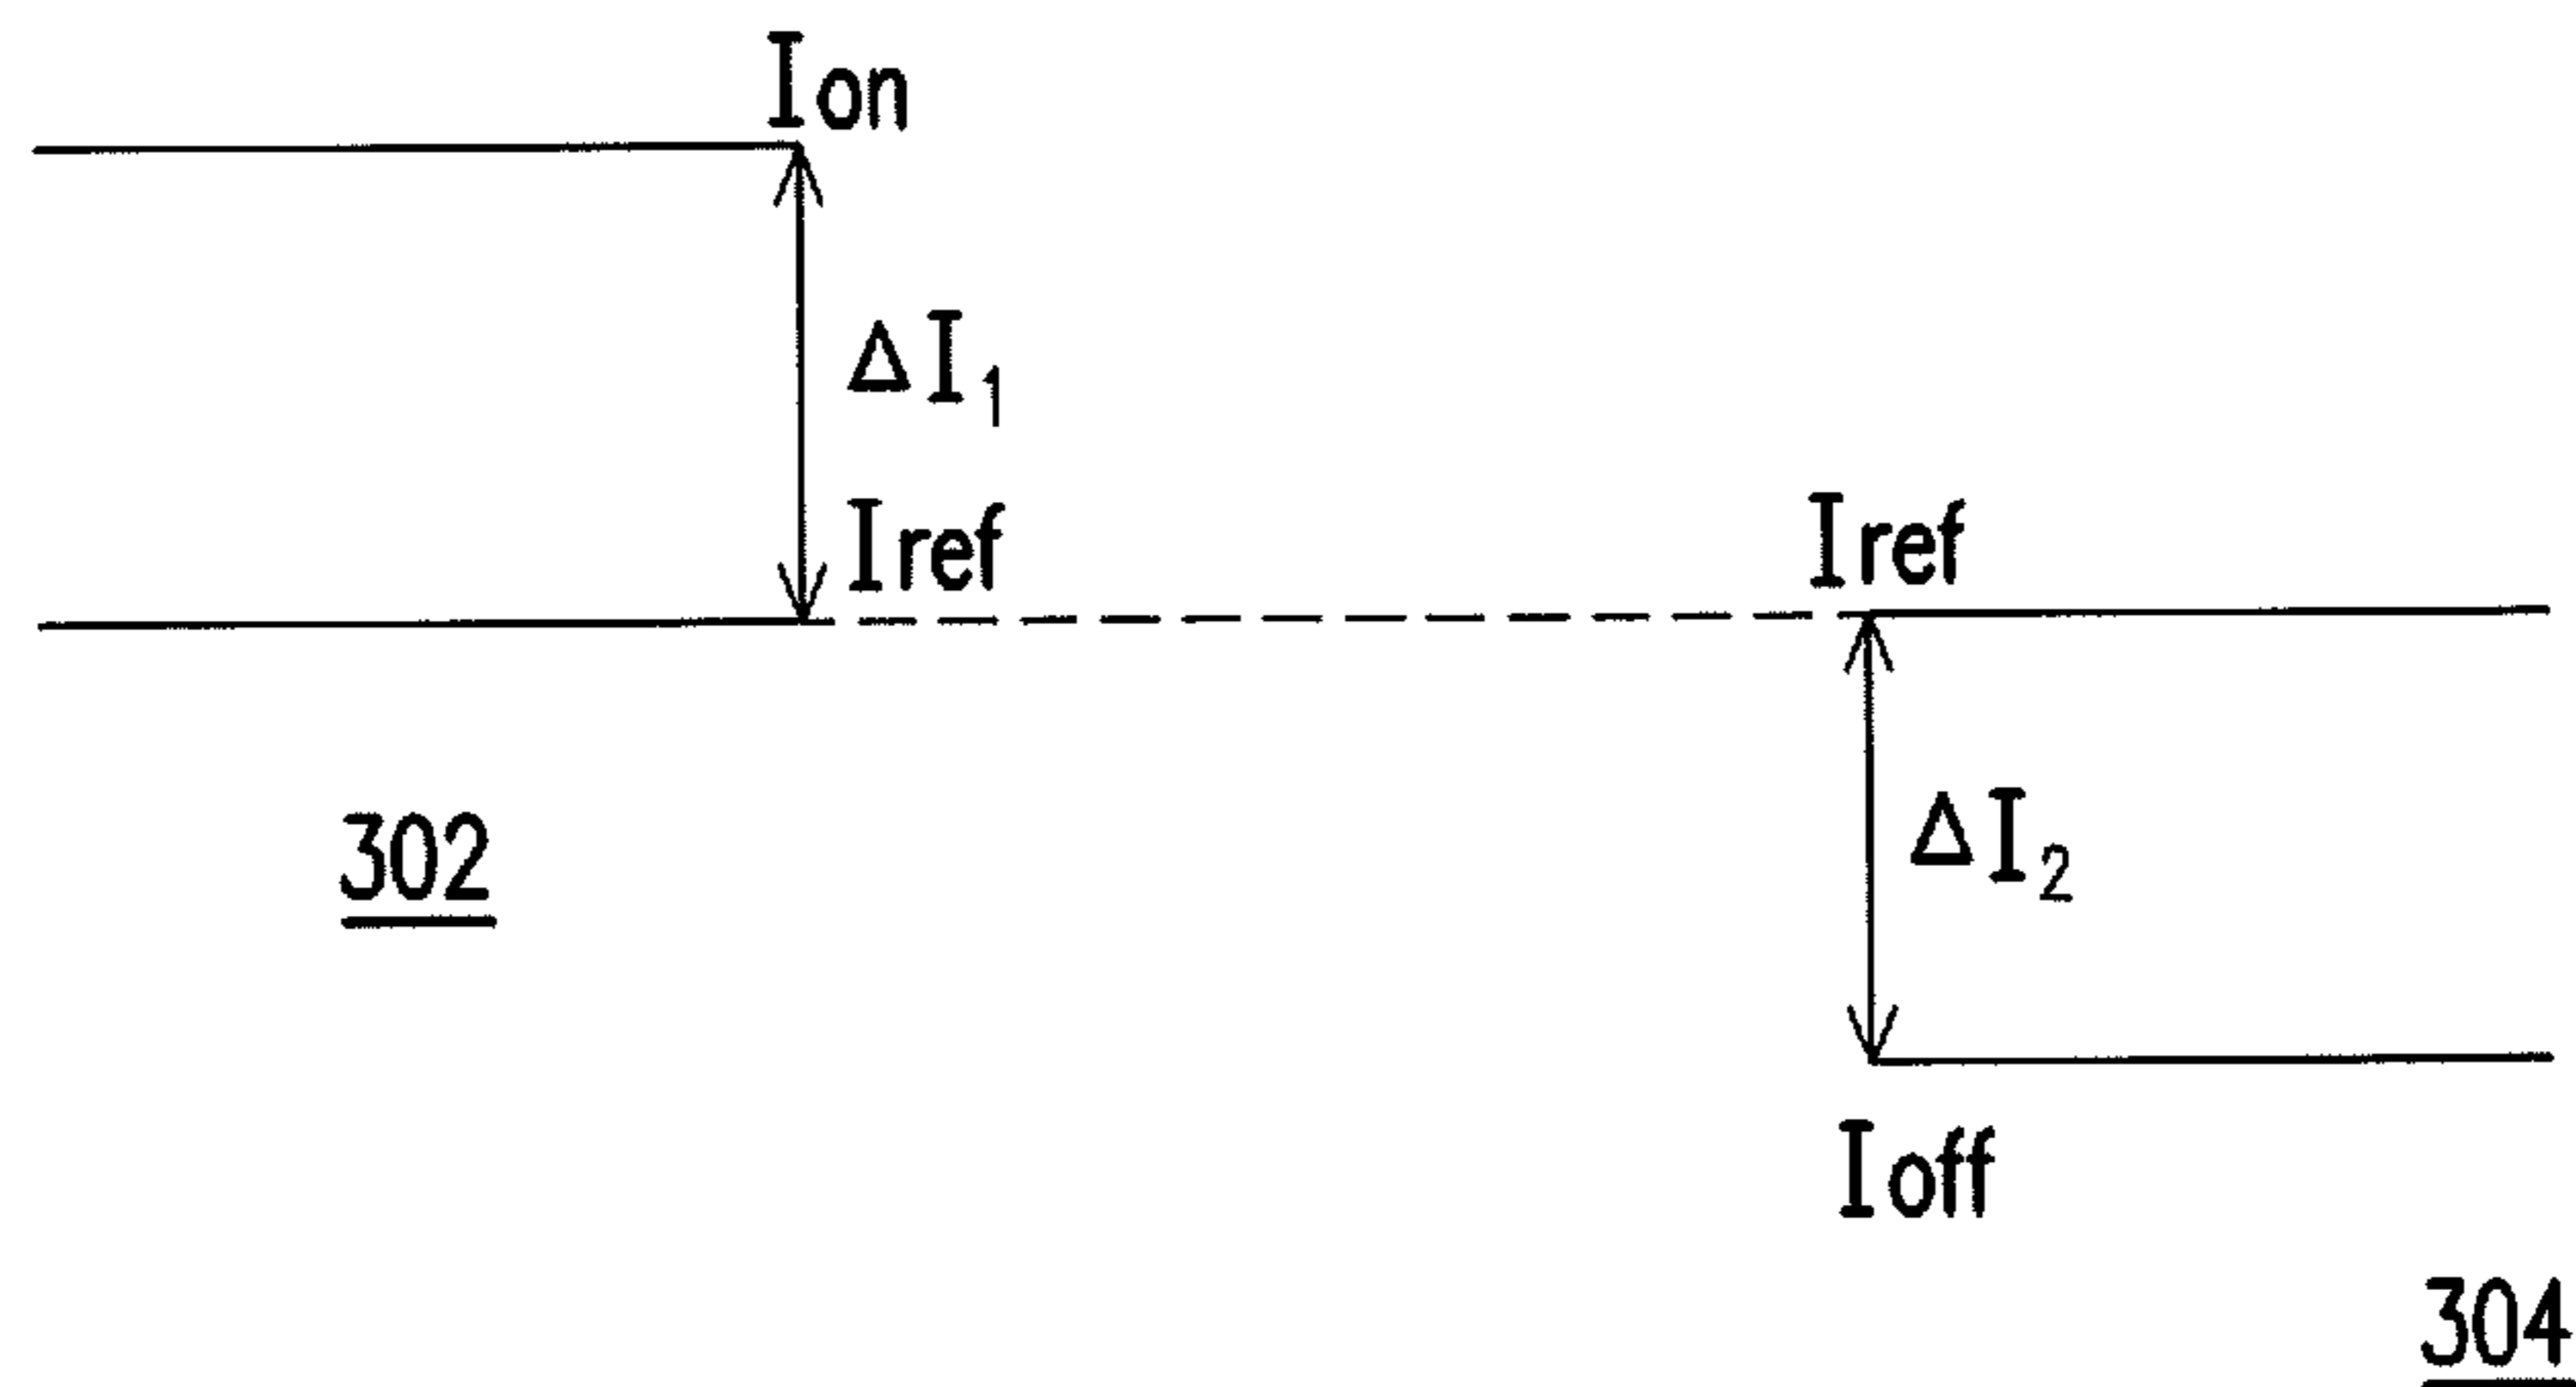 Ion
ΔI1
Iref
Iref
302
ΔI2
Ioff
304